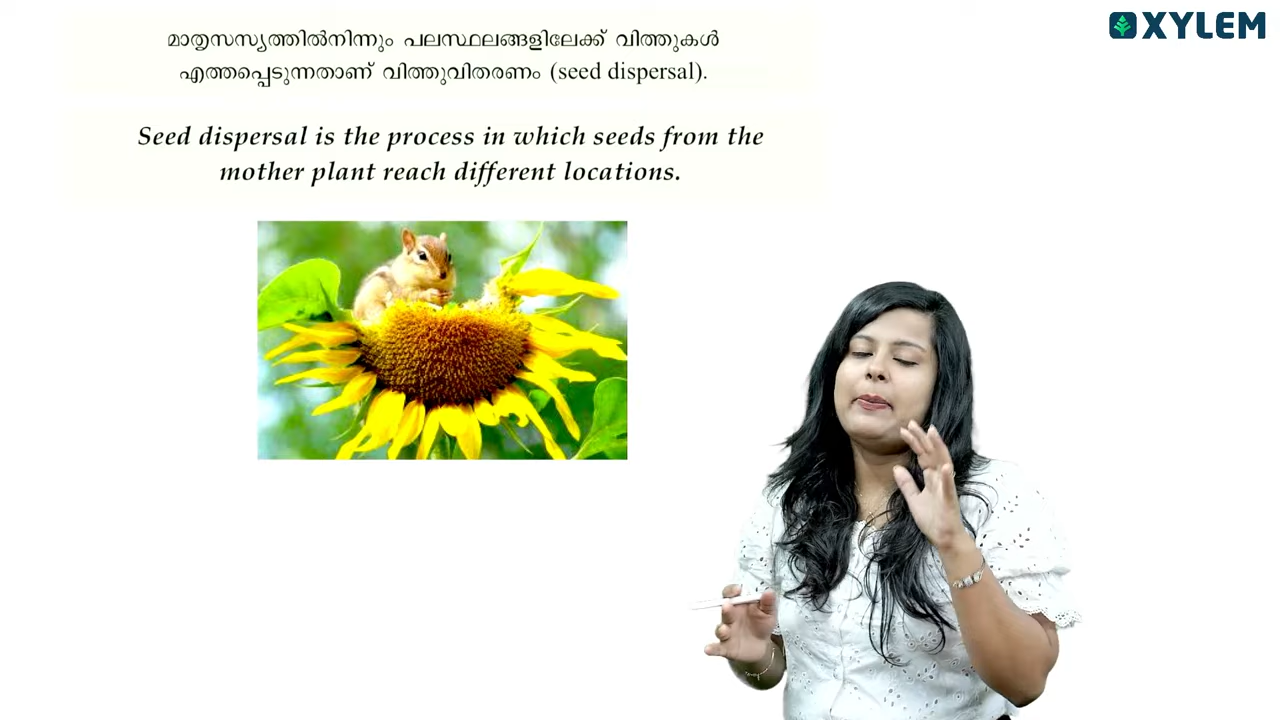 XYLEM
മാതൃസസ്യത്തിൽനിന്നും പലസ്ഥലങ്ങളിലേക്ക് വിത്തുകൾ
എത്തപ്പെടുന്നതാണ് വിത്തുവിതരണം (seed dispersal).
Seed dispersal is the process in which seeds from the
mother plant reach different locations.